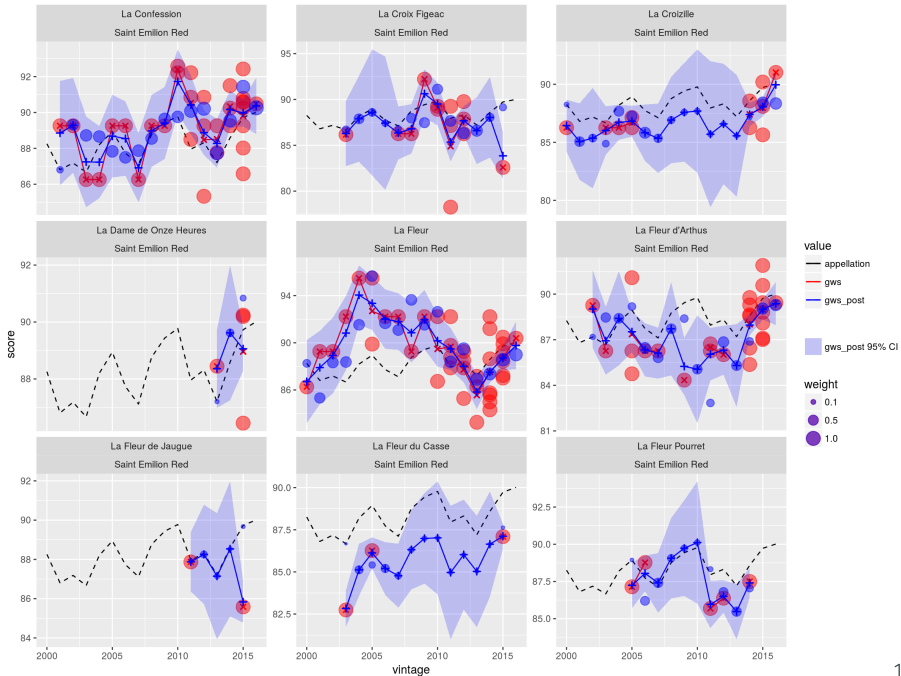 La Confession
La Croix Figeac
La Croizille
Saint Emilion Red
Saint Emilion Red
Saint Emilion Red
92
90
88
86
95
90
85
80
90
85
80
La Dame de Onze Heures
La Fleur
La Fleur d'Arthus
Saint Emilion Red
Saint Emilion Red
Saint Emilion Red
92
90
88
94
90
86
90
87
84
81
score
La Fleur de Jaugue
La Fleur du Casse
La Fleur Pourret
Saint Emilion Red
Saint Emilion Red
Saint Emilion Red
92
90
88
86
84
90.0
87.5
85.0
82.5
92.5
90.0
87.5
85.0
2000 2005 2010 2015
2000 2005 2010 2015
2000 2005 2010 2015
vintage
value
appellation
gws
gws_post
gws_post 95% CI
weight
0.1
0.5
1.0
1